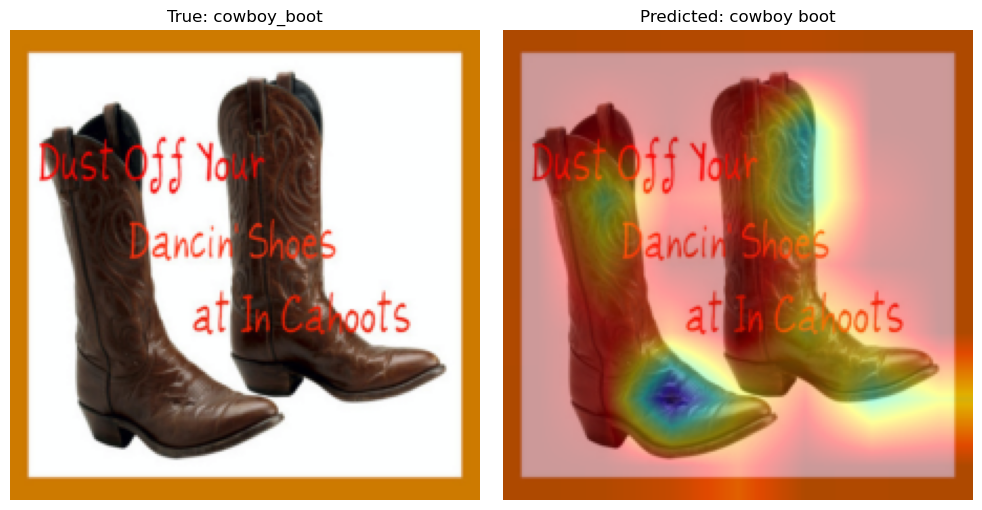 True: cowboy_boot
Dust Off Your
Dancin' Shoes
at In Cahoots
Predicted: cowboy boot
Dust Off Your
Dancin' Shoes
at In Cahoots